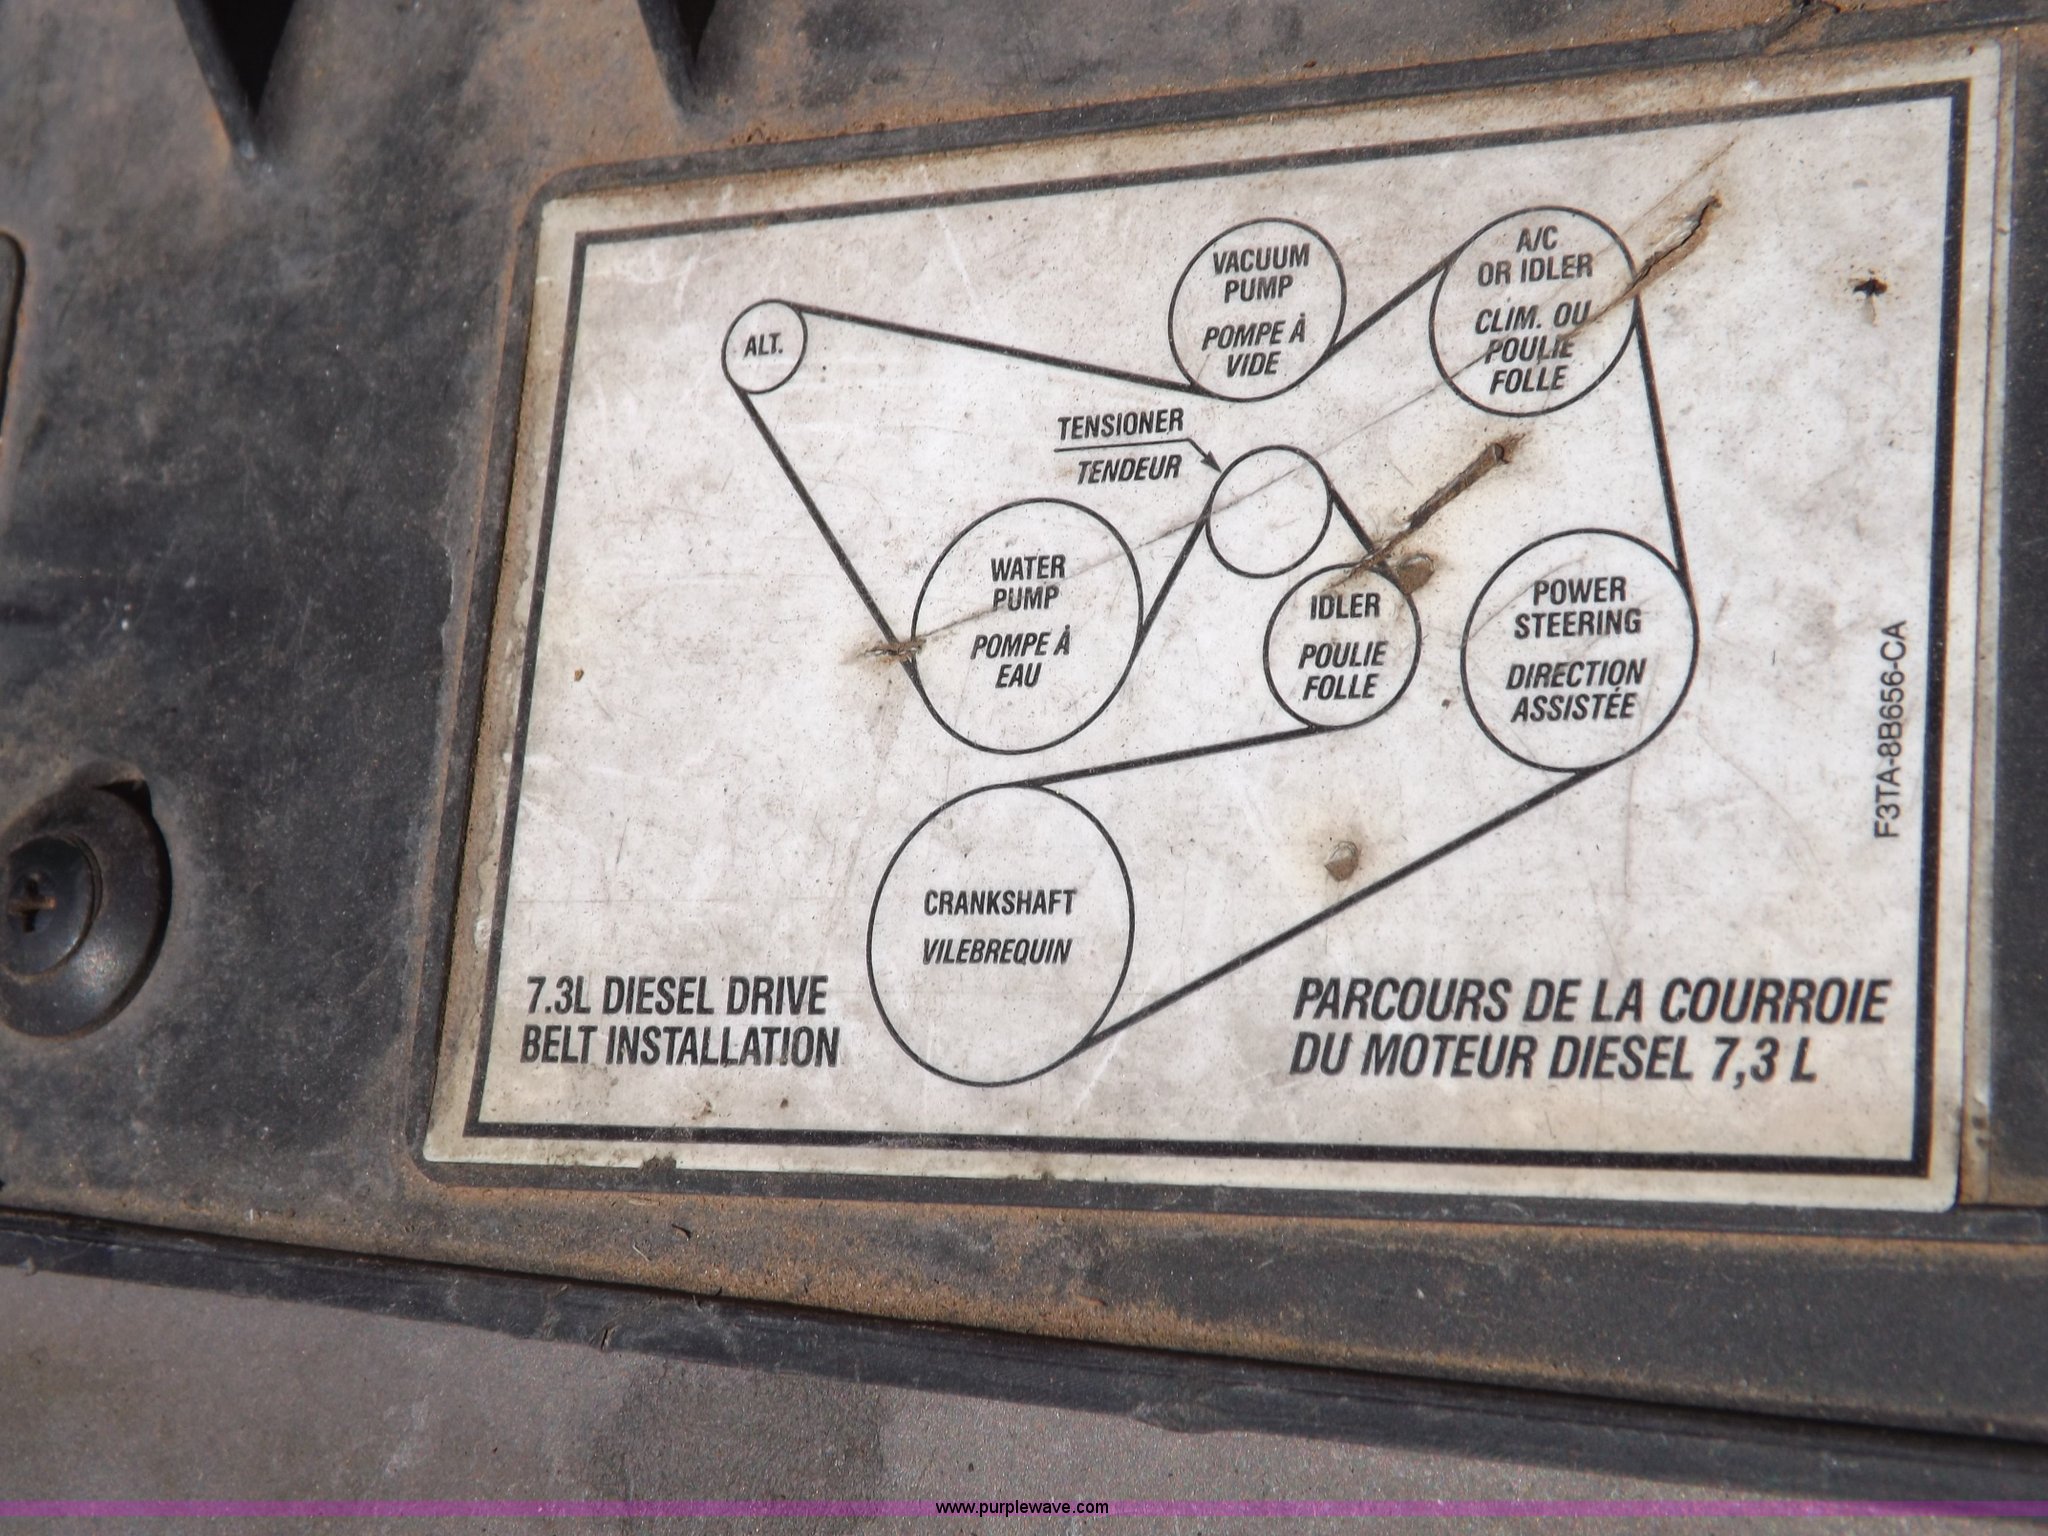 VACUUM
PUMP
POMPE À
VIDE
A/C
OR IDLER
CLIM. OU
POULIE
FOLLE
ALT.
TENSIONER
TENDEUR
WATER
PUMP
POMPE À
EAU
IDLER
POULIE
FOLLE
POWER
STEERING
DIRECTION
ASSISTÉE
F3TA-8B656-CA
CRANKSHAFT
VILEBREQUIN
7.3L DIESEL DRIVE
BELT INSTALLATION
PARCOURS DE LA COURROIE
DU MOTEUR DIESEL 7,3 L
www.purplewave.com